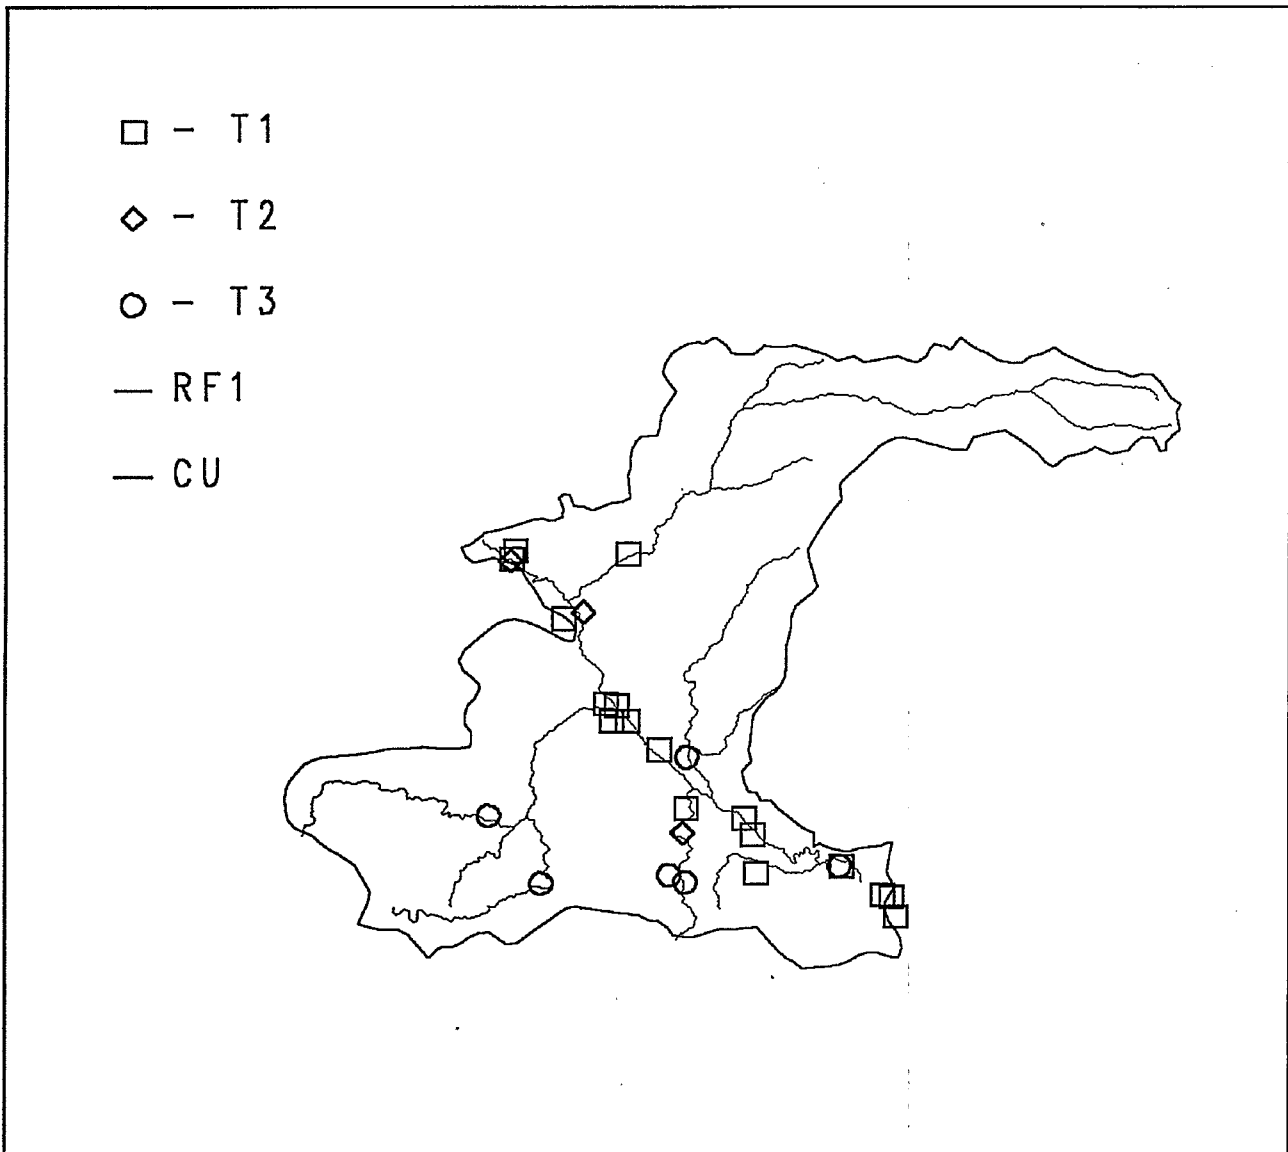 □ - T1
◇ - T2
○ - T3
— RF1
— CU